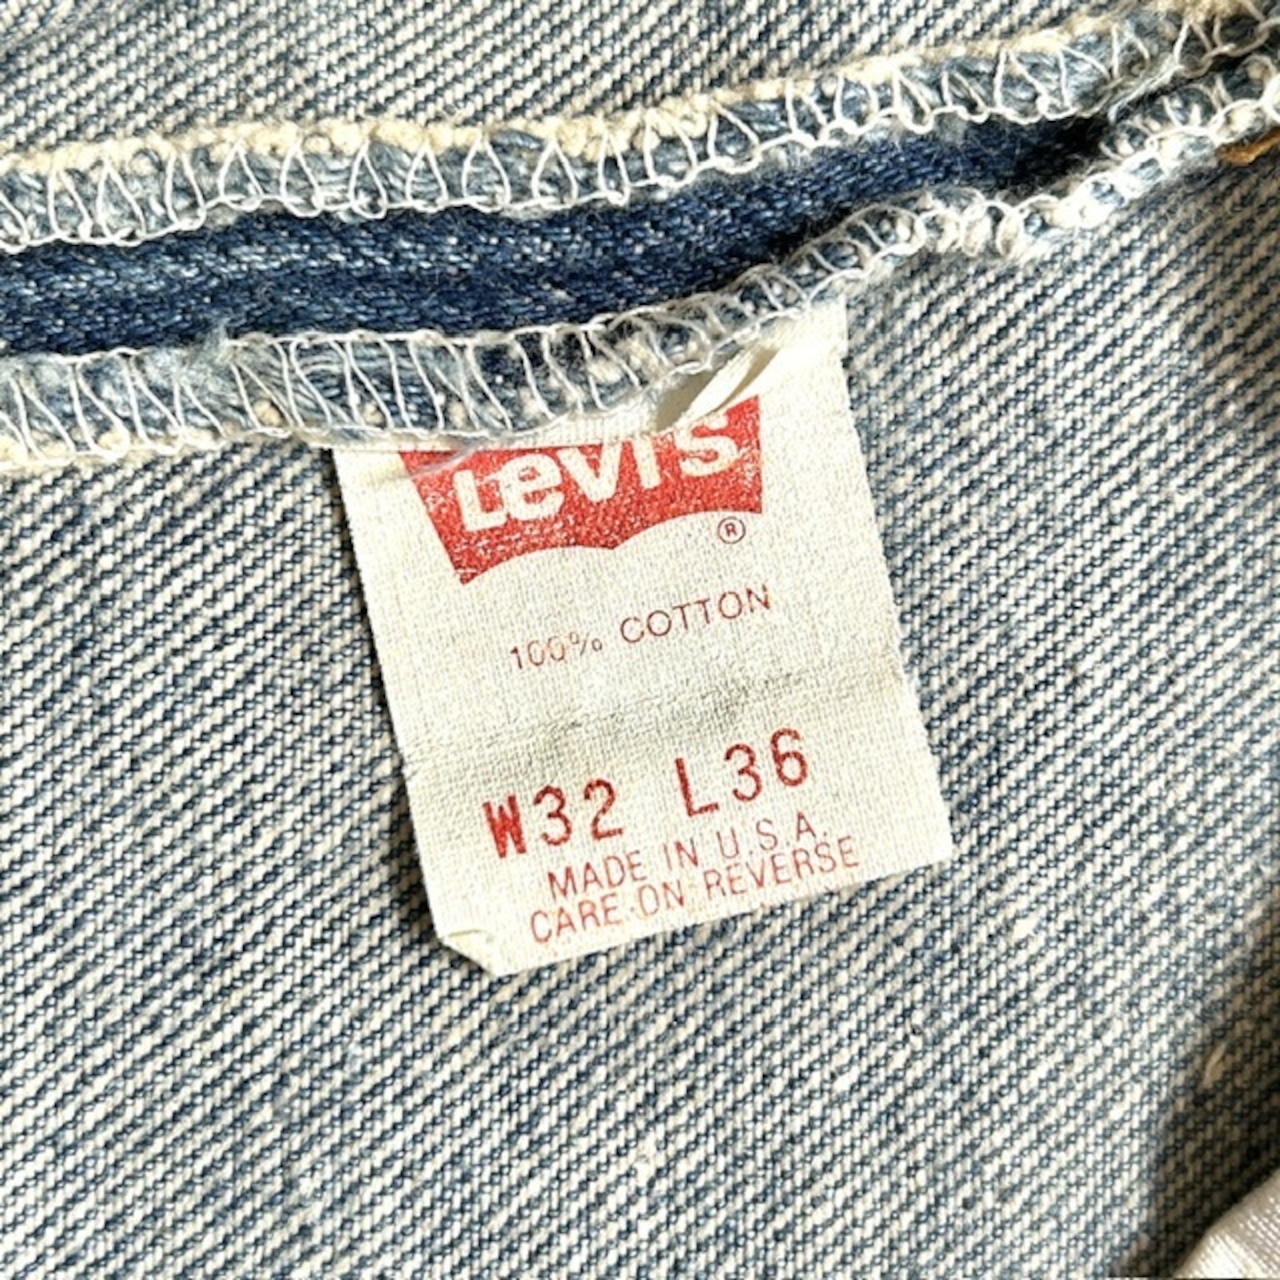 LEVI'S
®
100% COTTON
W32 L36
MADE IN U.S.A.
CARE ON REVERSE